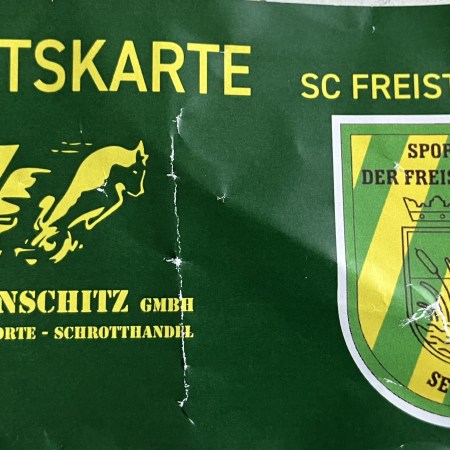 TSKARTE
SC FREIST
SPOR
DER FREIS
NSCHITZ GMBH
ORTE - SCHROTTHANDEL
SE